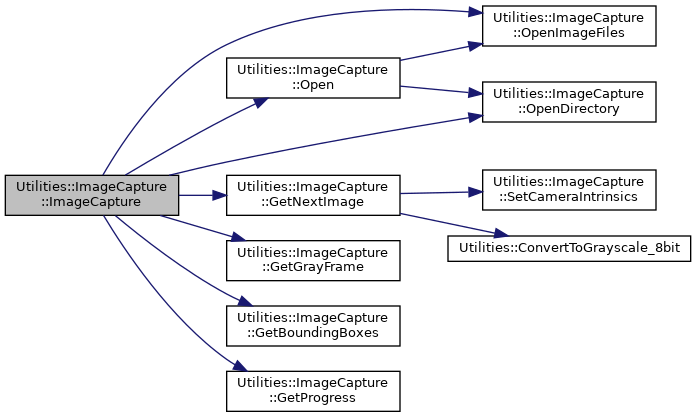 Utilities::ImageCapture
::OpenImageFiles
Utilities::ImageCapture
::Open
Utilities::ImageCapture
::OpenDirectory
Utilities::ImageCapture
::ImageCapture
Utilities::ImageCapture
::GetNextImage
Utilities::ImageCapture
::SetCameraIntrinsics
Utilities::ConvertToGrayscale_8bit
Utilities::ImageCapture
::GetGrayFrame
Utilities::ImageCapture
::GetBoundingBoxes
Utilities::ImageCapture
::GetProgress